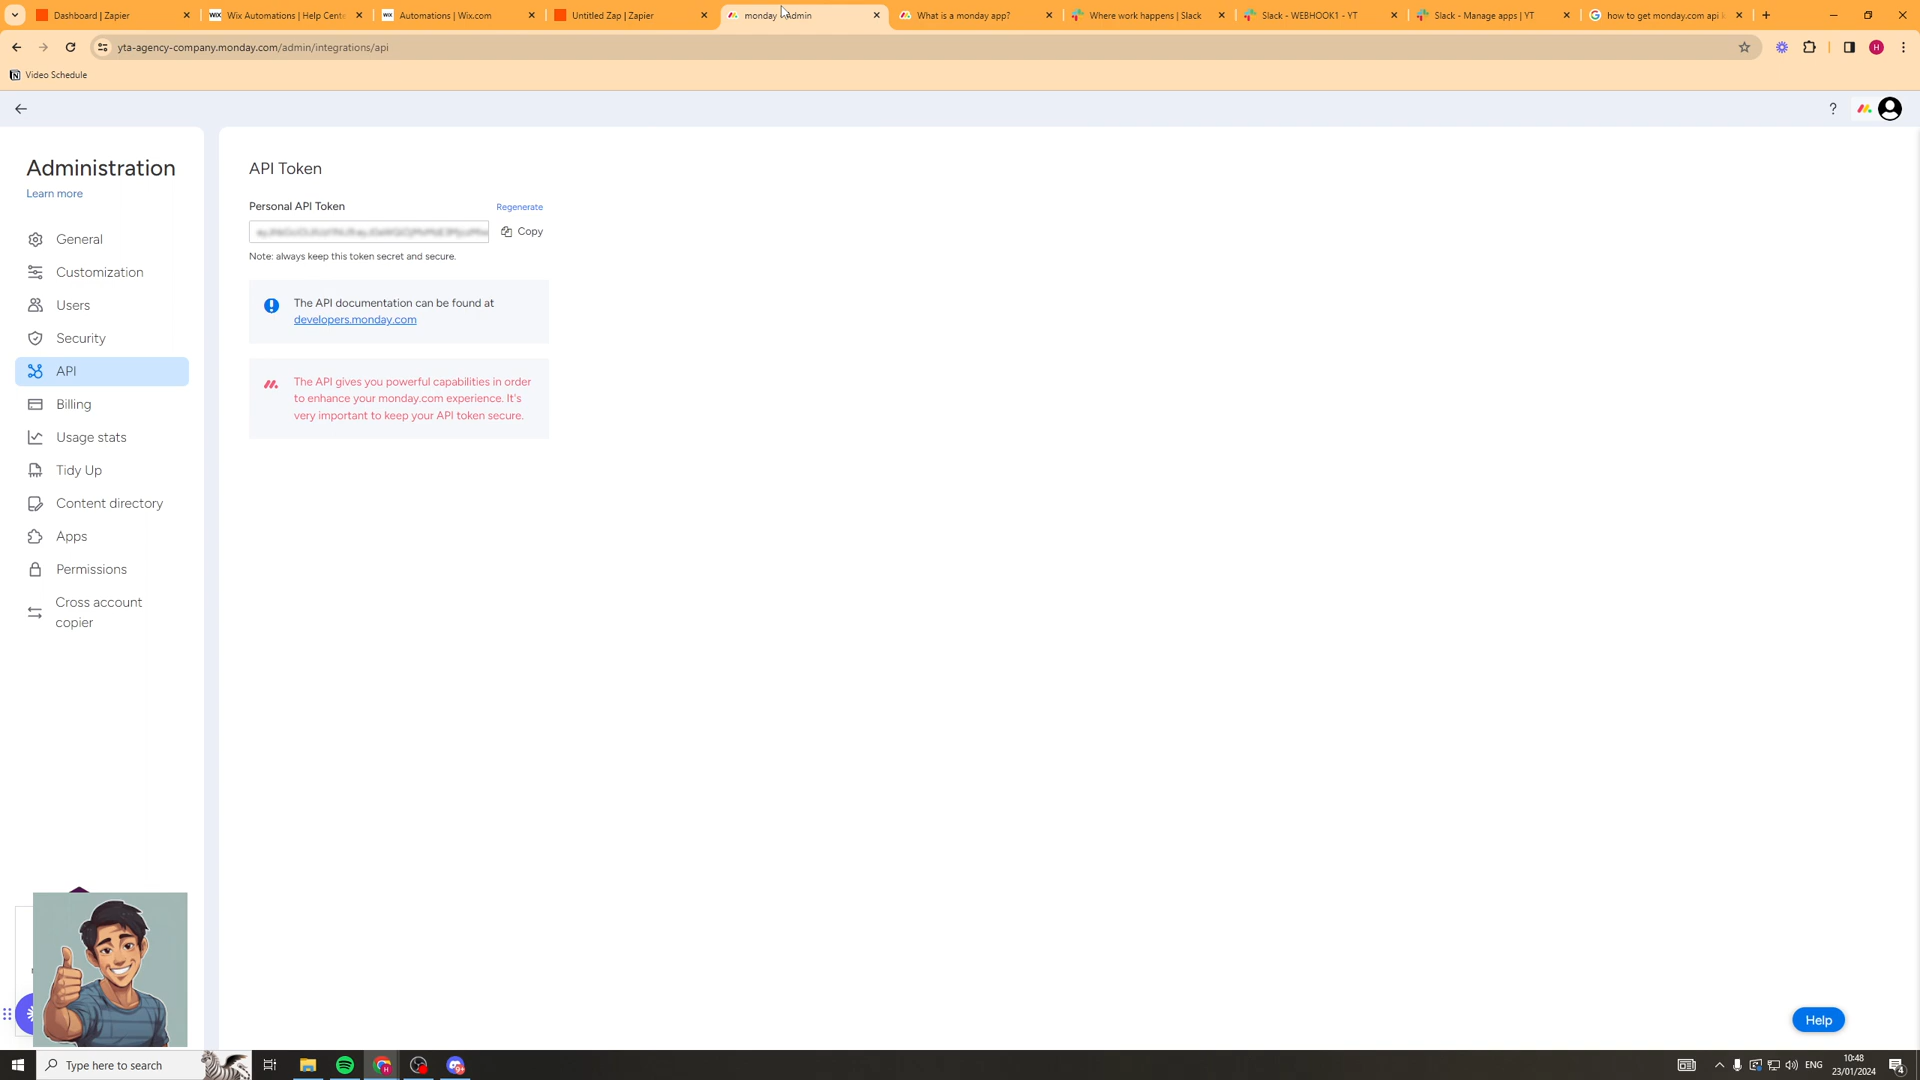 Dashboard | Zapier
Wix Automations | Help Cente
Automations | Wix.com
Untitled Zap | Zapier
monday
Admin
What is a monday app?
Where work happens | Slack
Slack - WEBHOOK1 - YT
Slack - Manage apps | YT
how to get monday.com api
yta-agency-company.monday.com/admin/integrations/api
H
Video Schedule
?
Administration
Learn more
General
Customization
Users
Security
API
Billing
Usage stats
Tidy Up
Content directory
Apps
Permissions
Cross account
copier
API Token
Personal API Token
Regenerate
Copy
Note: always keep this token secret and secure.
The API documentation can be found at
developers.monday.com
The API gives you powerful capabilities in order
to enhance your monday.com experience. It's
very important to keep your API token secure.
Help
Type here to search
ENG
10:48
23/01/2024